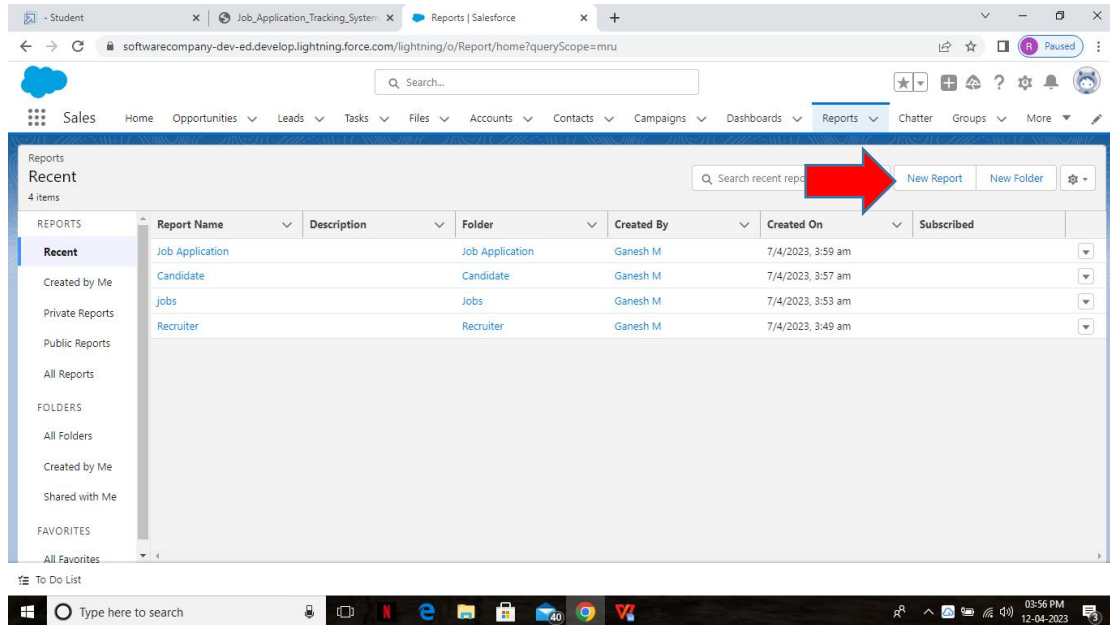 - Student
Job_Application_Tracking_System
Reports | Salesforce
softwarecompany-dev-ed.develop.lightning.force.com/lightning/o/Report/home?queryScope=mru
R Paused
Search...
Sales Home Opportunities Leads Tasks Files Accounts Contacts Campaigns Dashboards Reports Chatter Groups More
Reports
Recent
4 items
Search recent repo
New Report New Folder
REPORTS Report Name Description Folder Created By Created On Subscribed
Recent Job Application Job Application Ganesh M 7/4/2023, 3:59 am
Created by Me Candidate Candidate Ganesh M 7/4/2023, 3:57 am
Private Reports jobs Jobs Ganesh M 7/4/2023, 3:53 am
Public Reports Recruiter Recruiter Ganesh M 7/4/2023, 3:49 am
All Reports
FOLDERS
All Folders
Created by Me
Shared with Me
FAVORITES
All Favorites
To Do List
Type here to search
40
03:56 PM
12-04-2023
3